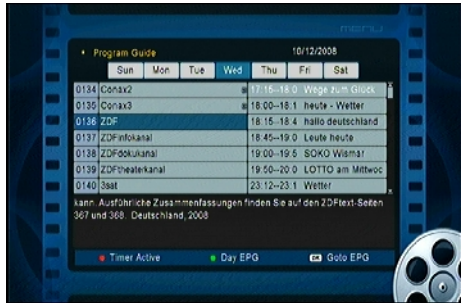 menu
Program Guide 10/12/2008
Sun Mon Tue Wed Thu Fri Sat
0134 Conax2 17:15--18:0 Wege zum Glück
0135 Conax3 18:00--18:1 heute - Wetter
0136 ZDF 18:15--18:4 hallo deutschland
0137 ZDFinfokanal 18:45--19:0 Leute heute
0138 ZDFdokukanal 19:00--19:5 SOKO Wismar
0139 ZDFtheaterkanal 19:50--20:0 LOTTO am Mittwoc
0140 3sat 23:12--23:1 Wetter
kann. Ausführliche Zusammenfassungen finden Sie auf den ZDFtext-Seiten
367 und 368. Deutschland, 2008
Timer Active Day EPG OK Goto EPG